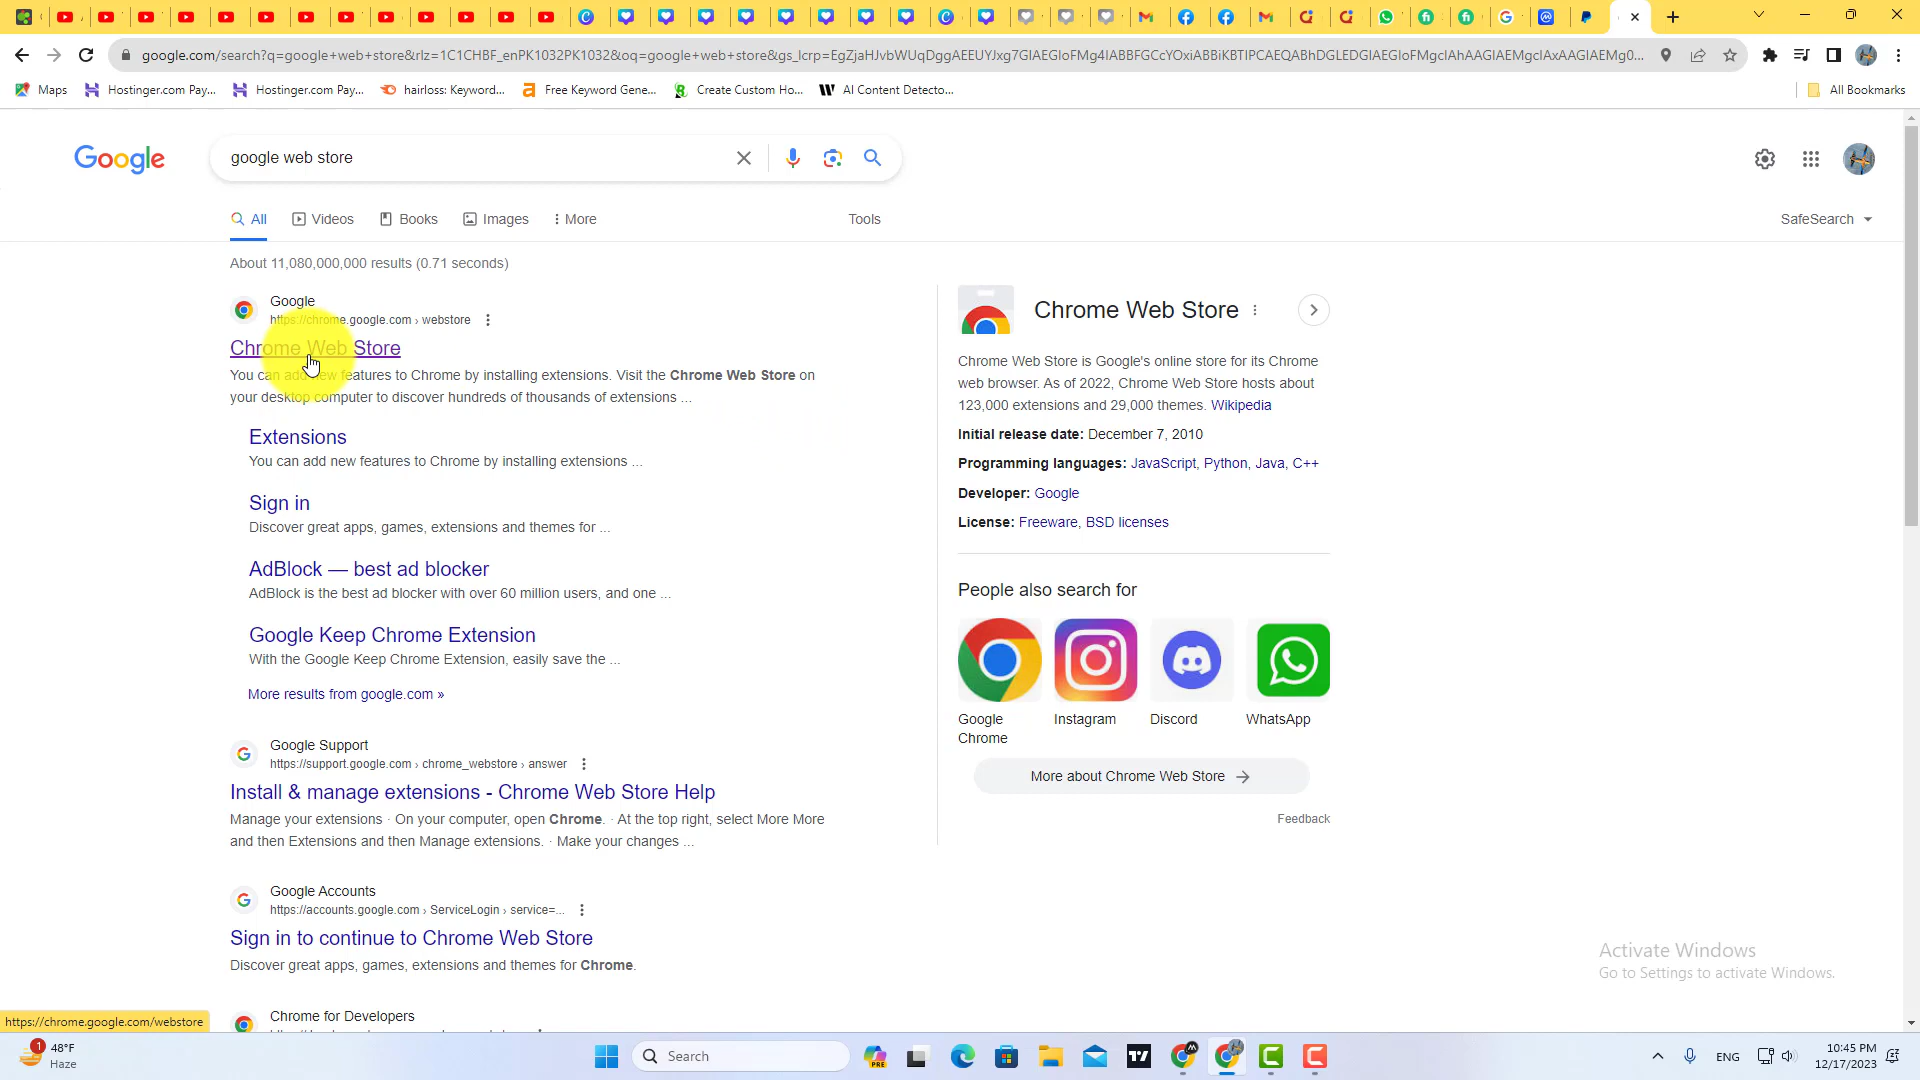 google.com/search?q=google+web+store&rlz=1C1CHBF_enPK1032PK1032&oq=google+web+store&gs_lcrp=EgZjaHJvbWUqDggAEEUYJxg7GIAEGIoFMg4IABBFGCcYOxiABBiKBTIPCAEQABhDGLEDGIAEGIoFMgcIAhAAGIAEMgcIAxAAGIAEMg0...
Maps
Hostinger.com Pay...
Hostinger.com Pay...
hairloss: Keyword...
Free Keyword Gene...
Create Custom Ho...
AI Content Detecto...
All Bookmarks
Google
google web store
All
Videos
Books
Images
More
Tools
SafeSearch
About 11,080,000,000 results (0.71 seconds)
Google
https://chrome.google.com › webstore
Chrome Web Store
You can add new features to Chrome by installing extensions. Visit the Chrome Web Store on
your desktop computer to discover hundreds of thousands of extensions ...
Extensions
You can add new features to Chrome by installing extensions ...
Sign in
Discover great apps, games, extensions and themes for ...
AdBlock — best ad blocker
AdBlock is the best ad blocker with over 60 million users, and one ...
Google Keep Chrome Extension
With the Google Keep Chrome Extension, easily save the ...
More results from google.com »
Google Support
https://support.google.com › chrome_webstore › answer
Install & manage extensions - Chrome Web Store Help
Manage your extensions · On your computer, open Chrome. · At the top right, select More More
and then Extensions and then Manage extensions. · Make your changes ...
Google Accounts
https://accounts.google.com › ServiceLogin › service=...
Sign in to continue to Chrome Web Store
Discover great apps, games, extensions and themes for Chrome.
Chrome for Developers
Chrome Web Store
Chrome Web Store is Google's online store for its Chrome
web browser. As of 2022, Chrome Web Store hosts about
123,000 extensions and 29,000 themes. Wikipedia
Initial release date: December 7, 2010
Programming languages: JavaScript, Python, Java, C++
Developer: Google
License: Freeware, BSD licenses
People also search for
Google
Chrome
Instagram
Discord
WhatsApp
More about Chrome Web Store
Feedback
Activate Windows
Go to Settings to activate Windows.
https://chrome.google.com/webstore
1
48°F
Haze
Search
PRE
ENG
10:45 PM
12/17/2023